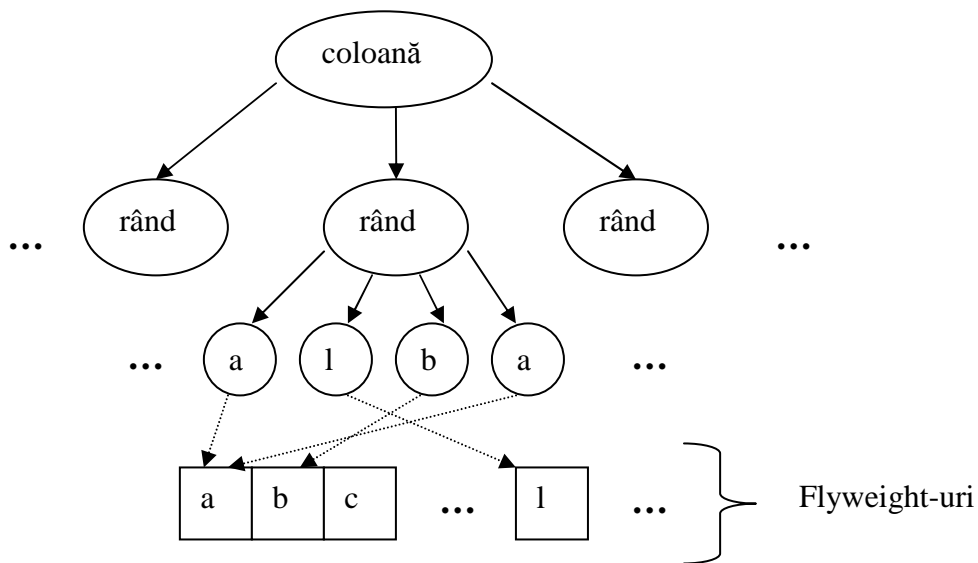 coloană
... rând rând rând ...
... a l b a ...
a b c ... l ... Flyweight-uri